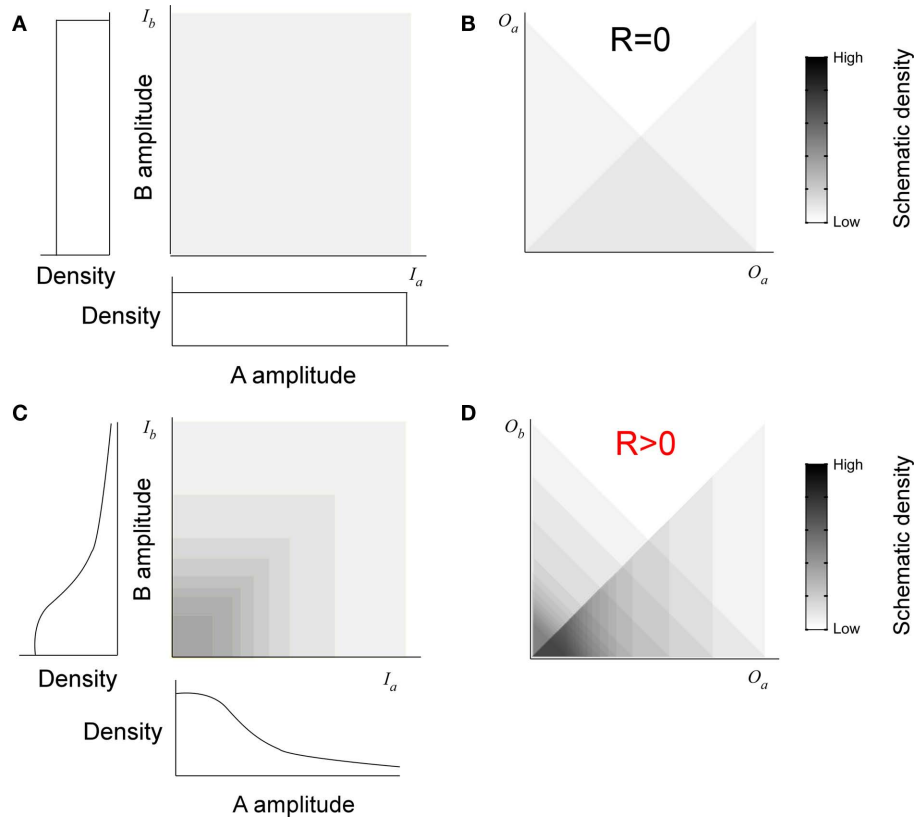 A
I_b
B amplitude
Density
I_a
Density
A amplitude
B
O_a
R=0
O_a
High
Low
Schematic density
C
I_b
B amplitude
Density
I_a
Density
A amplitude
D
O_b
R>0
O_a
High
Low
Schematic density